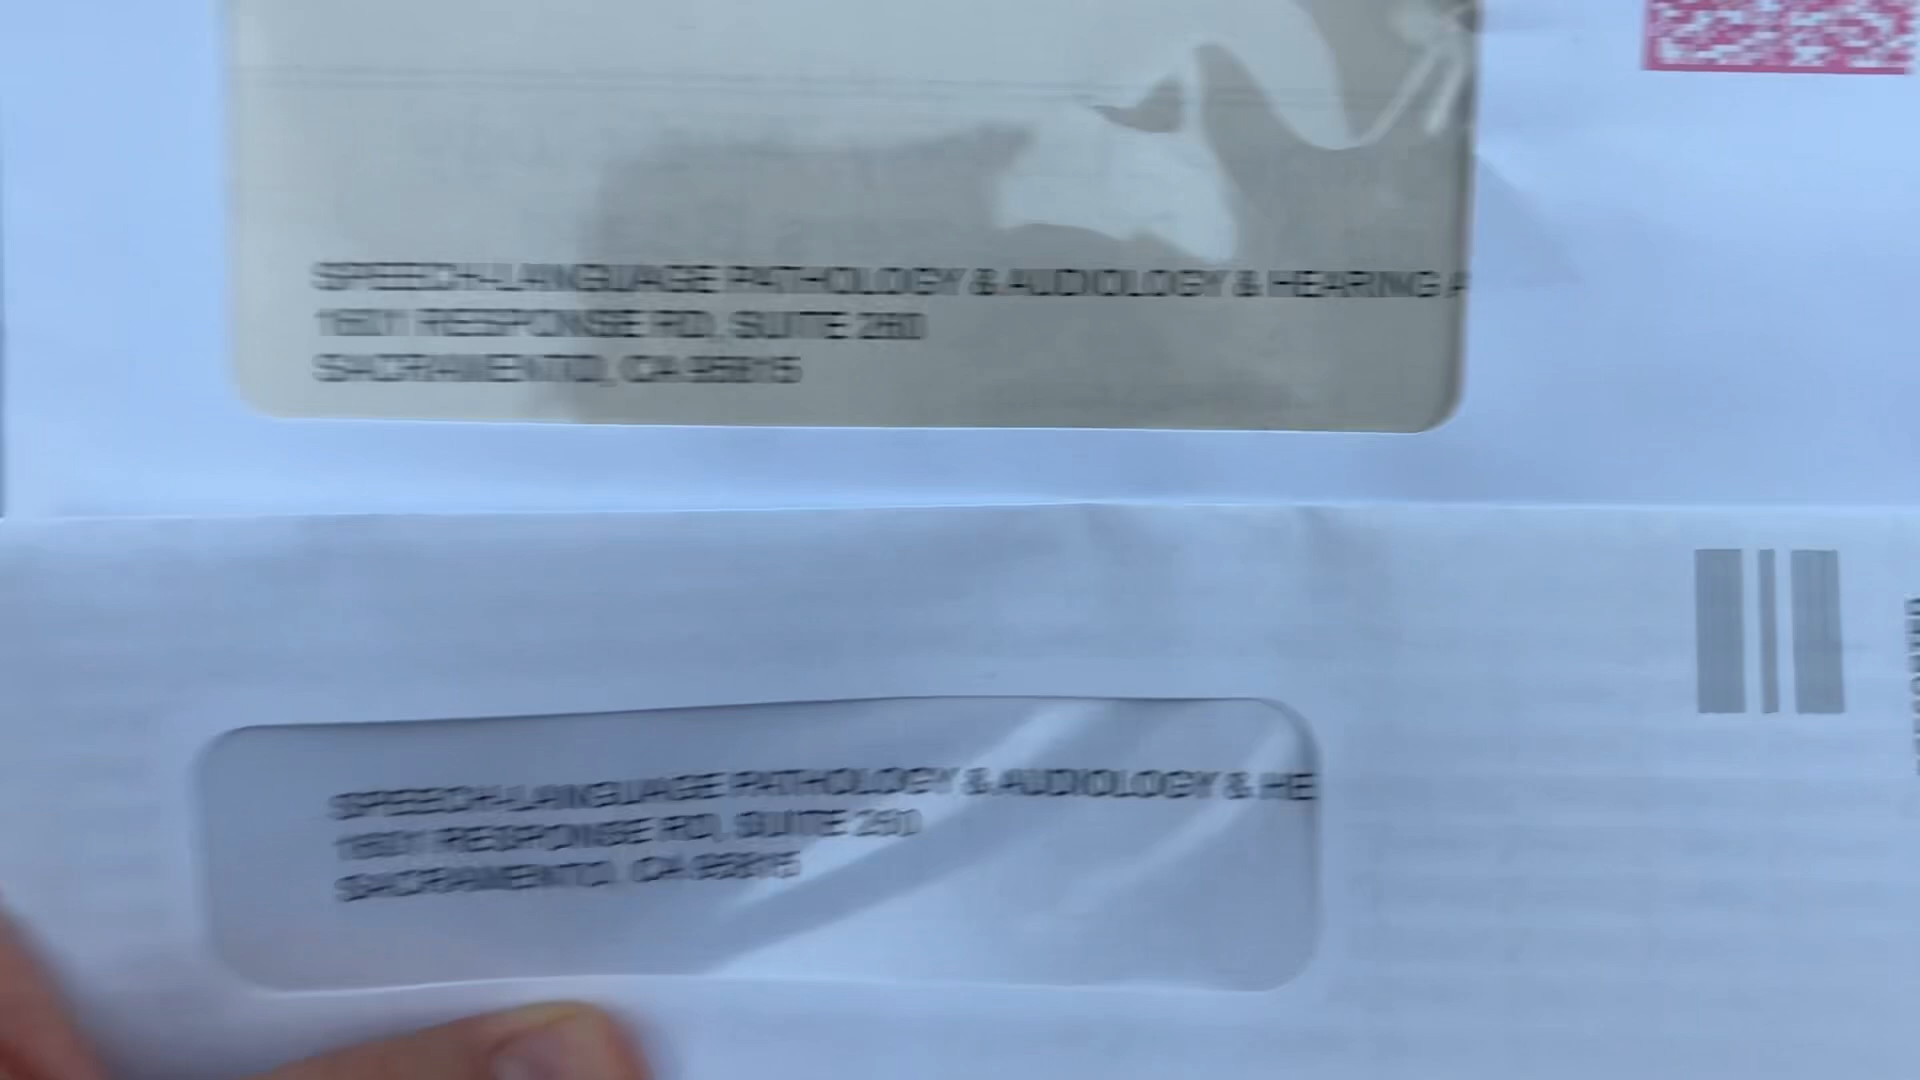 SPEECH-LANGUAGE PATHOLOGY & AUDIOLOGY & HEARING A
1601 RESPONSE RD, SUITE 260
SACRAMENTO, CA 95815
SPEECH-LANGUAGE PATHOLOGY & AUDIOLOGY & HE
1601 RESPONSE RD, SUITE 260
SACRAMENTO, CA 95815